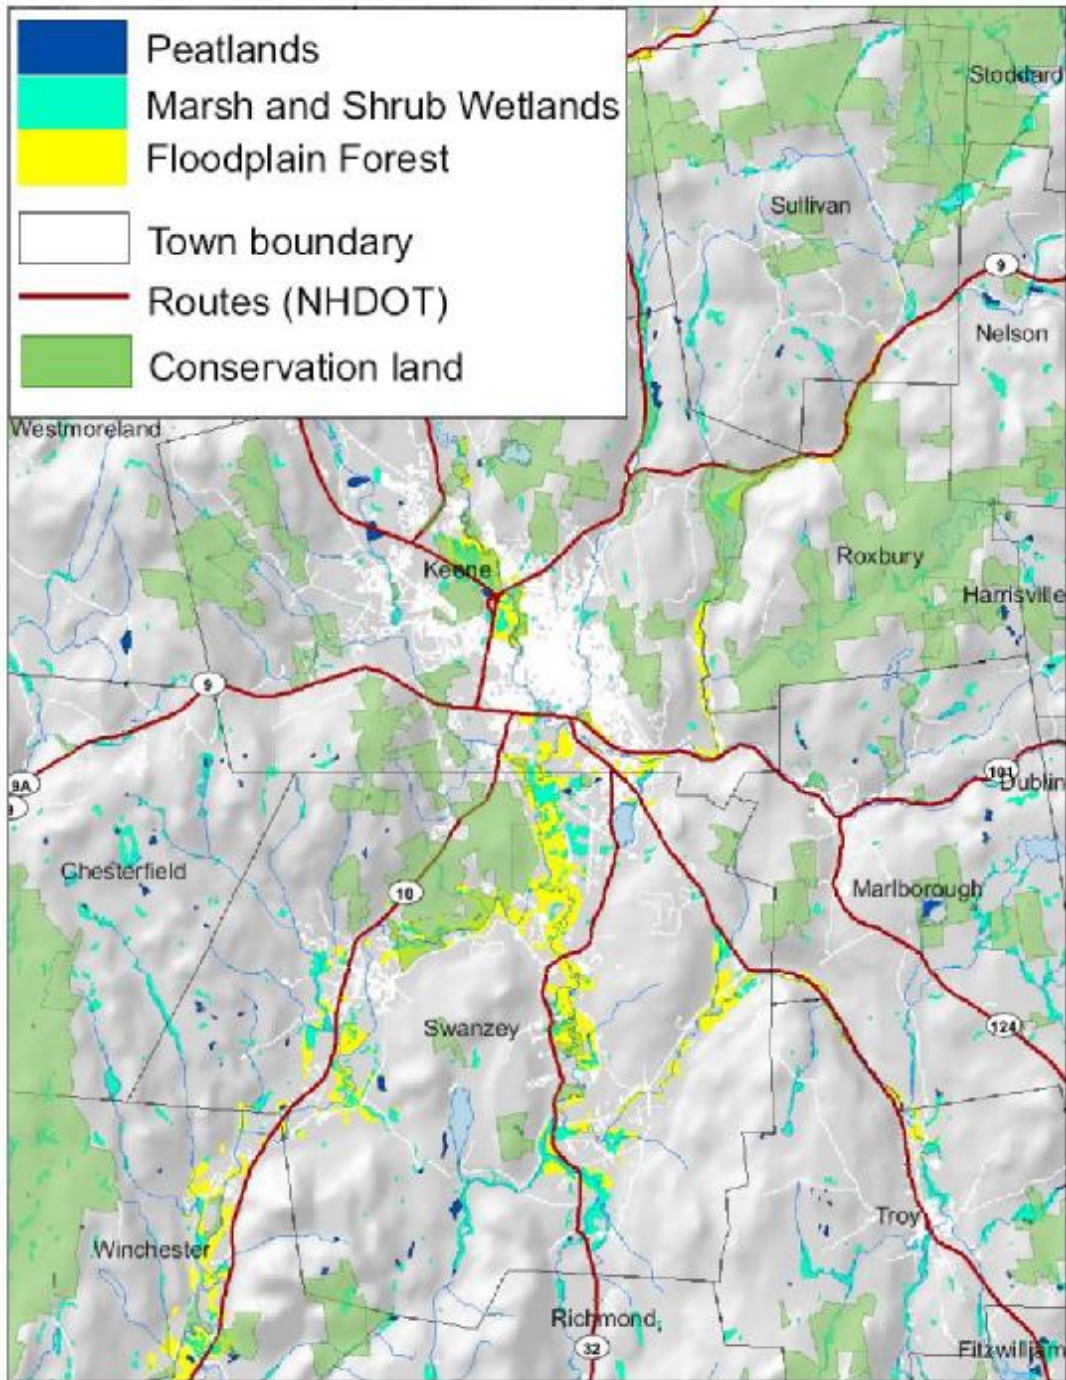 Peatlands
Marsh and Shrub Wetlands
Floodplain Forest
Town boundary
Routes (NHDOT)
Conservation land
Stoddard
Sullivan
9
Nelson
Westmoreland
Keene
Roxbury
Harrisville
9
9A
101
Dublin
Chesterfield
10
Marlborough
Swanzey
124
Troy
Winchester
Richmond
32
Fitzwilliam